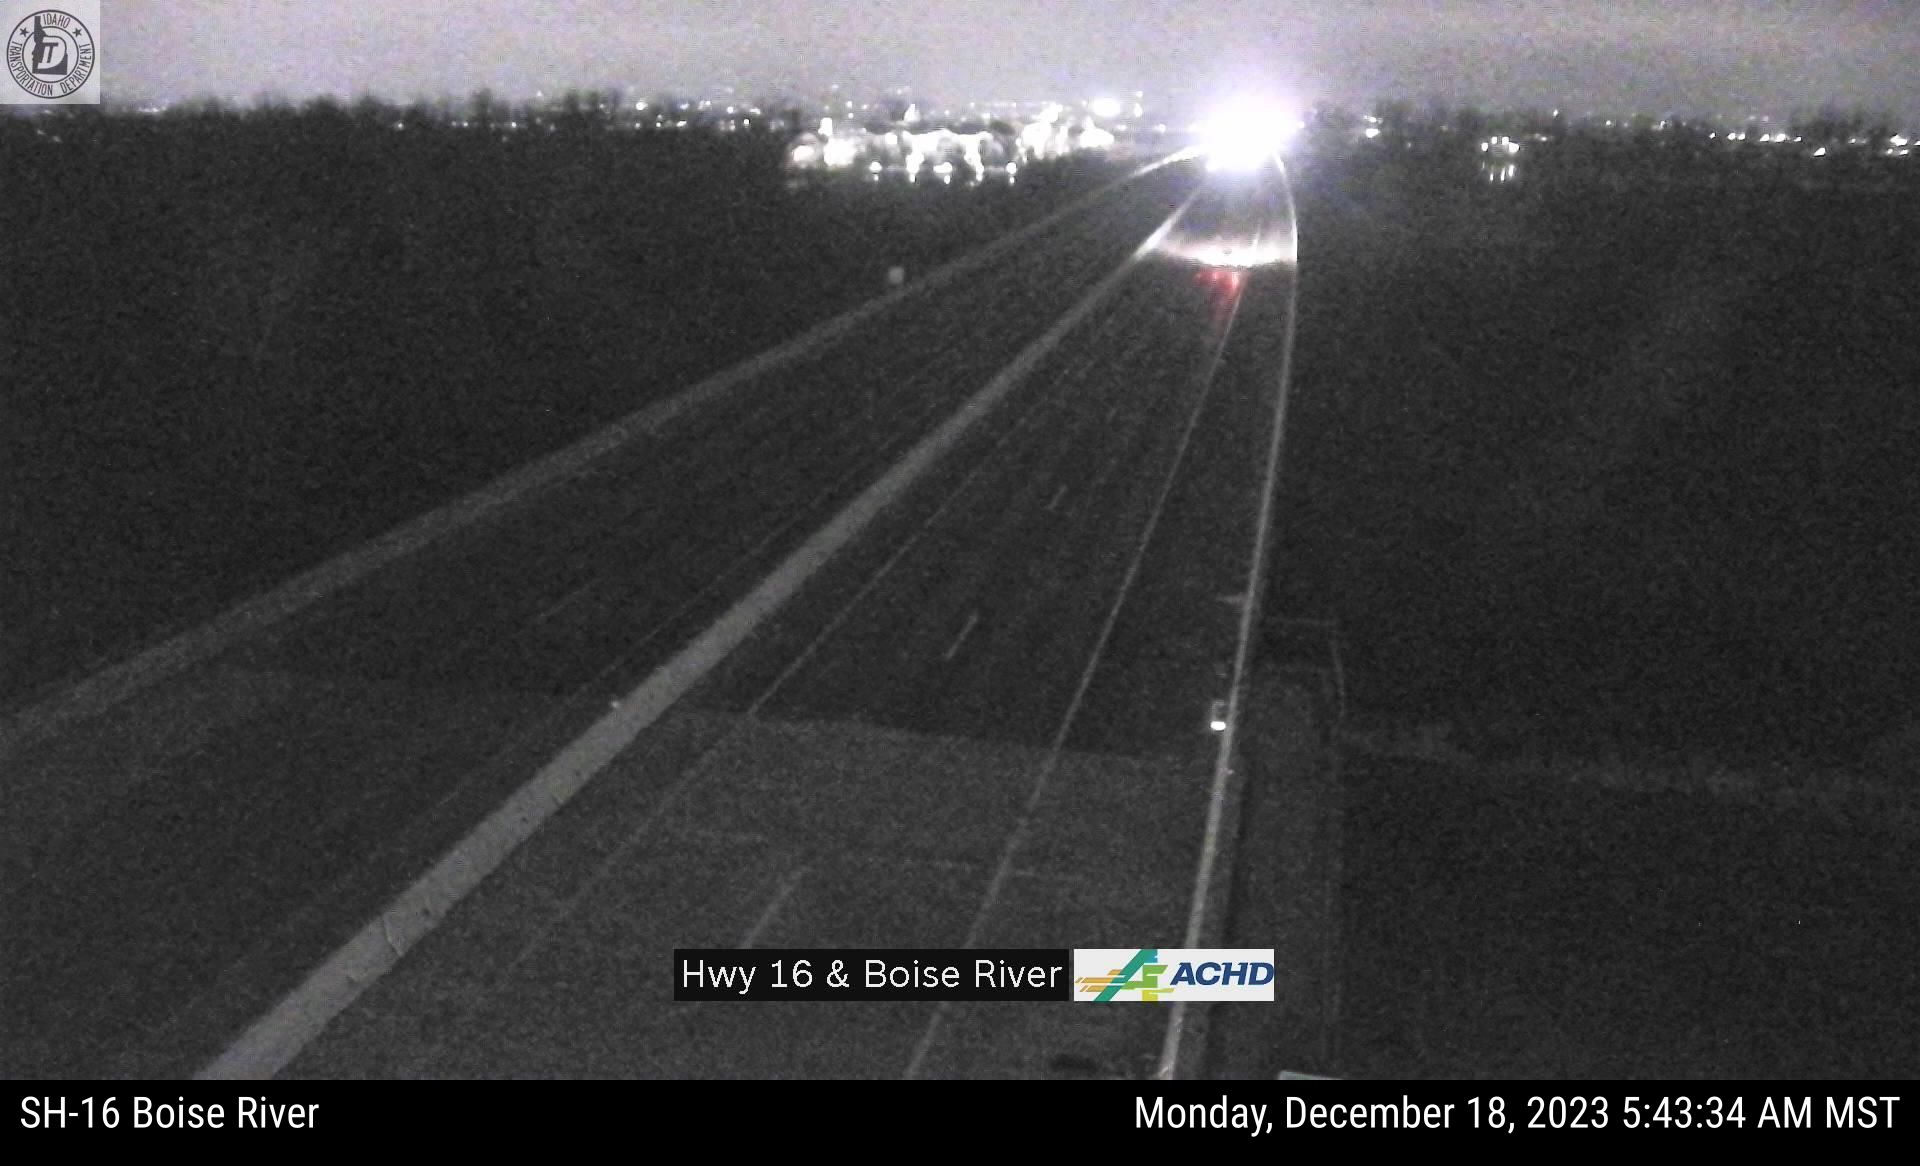 IDAHO
TRANSPORTATION DEPARTMENT
Hwy 16 & Boise River
ACHD
SH-16 Boise River
Monday, December 18, 2023 5:43:34 AM MST